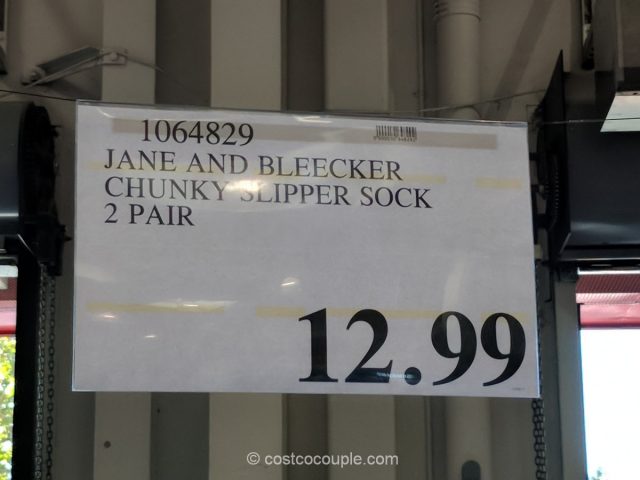 1064829
JANE AND BLEECKER
CHUNKY SLIPPER SOCK
2 PAIR
12.99
© costcocouple.com